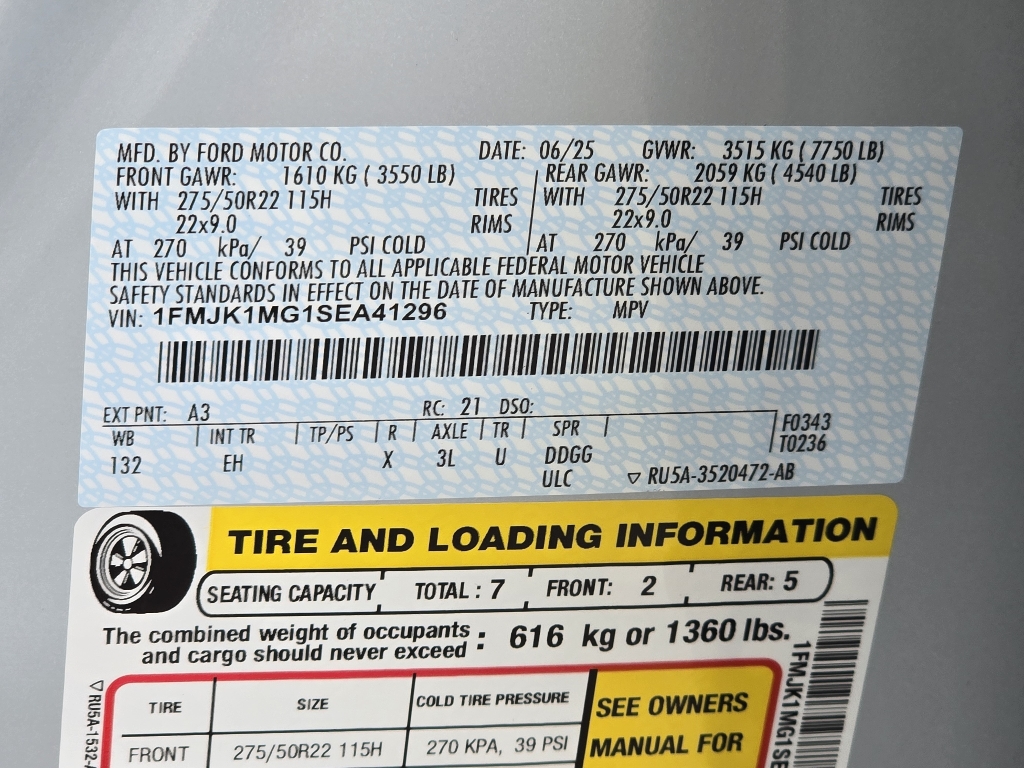 MFD. BY FORD MOTOR CO. DATE: 06/25 GVWR: 3515 KG ( 7750 LB)
FRONT GAWR: 1610 KG ( 3550 LB) REAR GAWR: 2059 KG ( 4540 LB)
WITH 275/50R22 115H TIRES WITH 275/50R22 115H TIRES
22x9.0 RIMS 22x9.0 RIMS
AT 270 kPa/ 39 PSI COLD AT 270 kPa/ 39 PSI COLD
THIS VEHICLE CONFORMS TO ALL APPLICABLE FEDERAL MOTOR VEHICLE
SAFETY STANDARDS IN EFFECT ON THE DATE OF MANUFACTURE SHOWN ABOVE.
VIN: 1FMJK1MG1SEA41296 TYPE: MPV
EXT PNT: A3 RC: 21 DSO:
WB INT TR TP/PS R AXLE TR SPR F0343
T0236
132 EH X 3L U DDGG
ULC ▽ RU5A-3520472-AB
TIRE AND LOADING INFORMATION
SEATING CAPACITY TOTAL : 7 FRONT: 2 REAR: 5
The combined weight of occupants
and cargo should never exceed : 616 kg or 1360 lbs.
TIRE SIZE COLD TIRE PRESSURE SEE OWNERS
FRONT 275/50R22 115H 270 KPA, 39 PSI MANUAL FOR
▽ RU5A-1532-
1FMJK1MG1SE